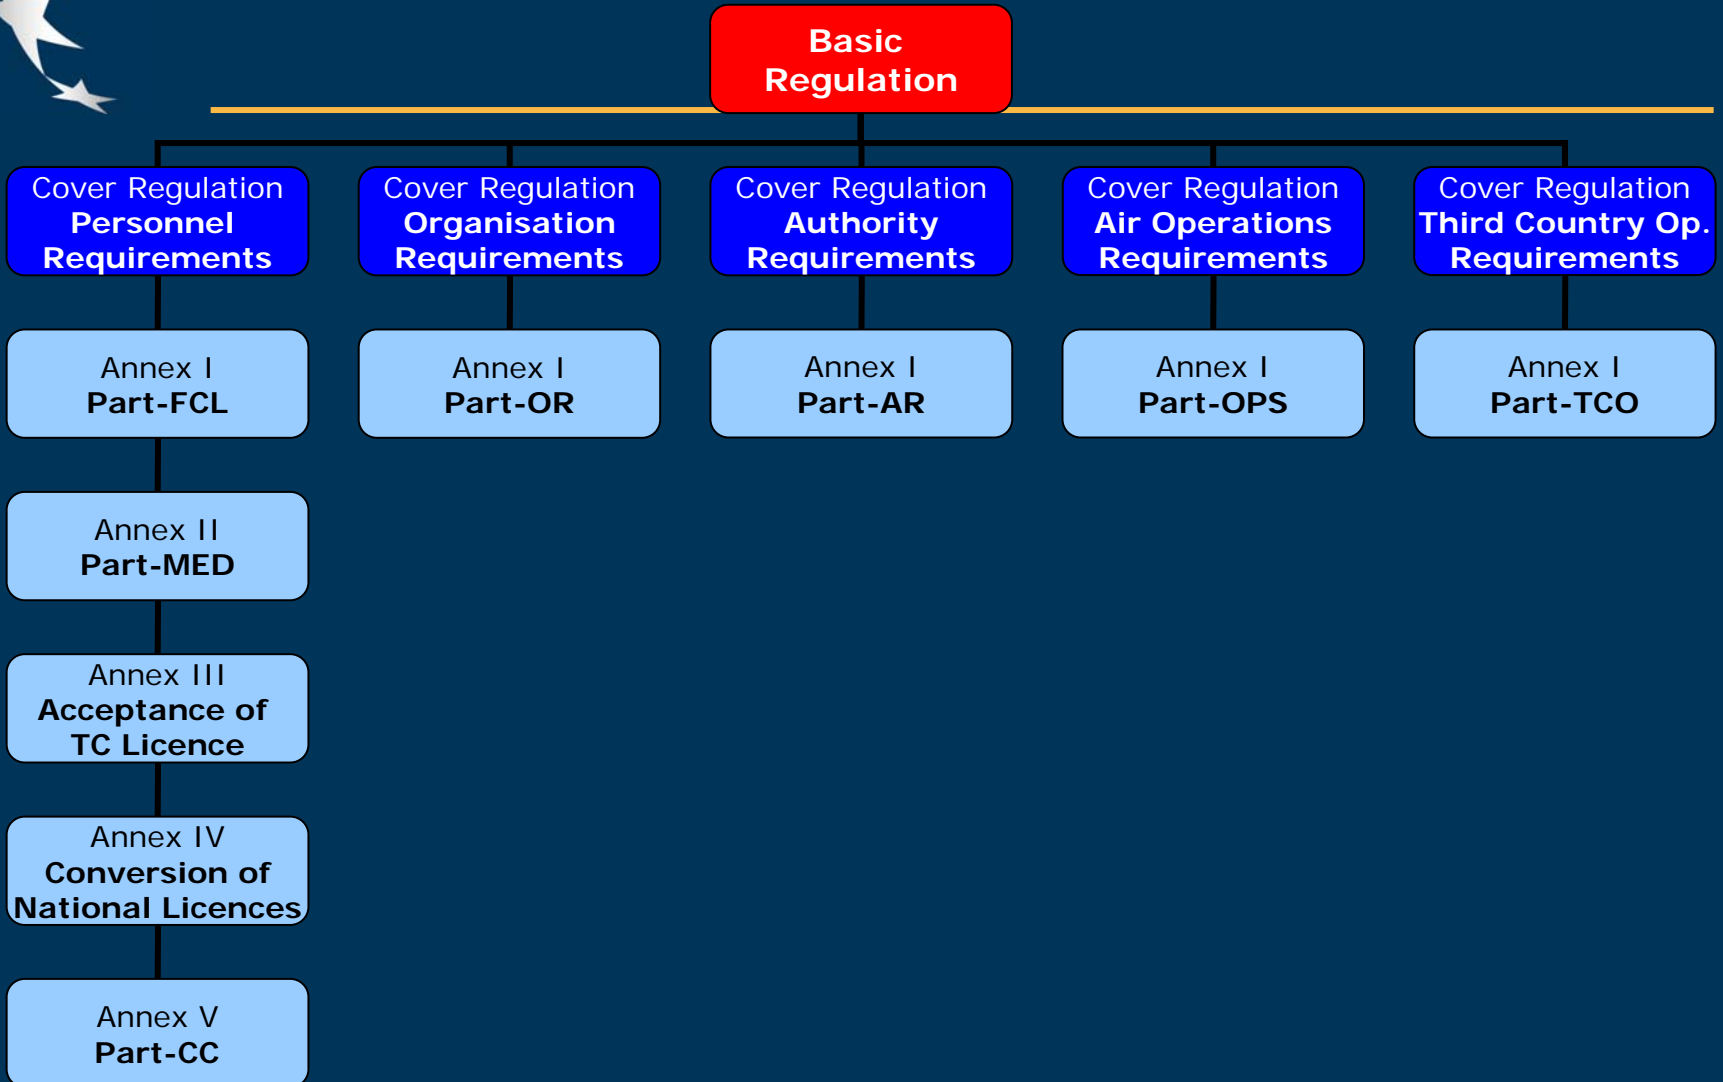 Basic
Regulation
Cover Regulation
Personnel
Requirements
Cover Regulation
Organisation
Requirements
Cover Regulation
Authority
Requirements
Cover Regulation
Air Operations
Requirements
Cover Regulation
Third Country Op.
Requirements
Annex I
Part-FCL
Annex I
Part-OR
Annex I
Part-AR
Annex I
Part-OPS
Annex I
Part-TCO
Annex II
Part-MED
Annex III
Acceptance of
TC Licence
Annex IV
Conversion of
National Licences
Annex V
Part-CC